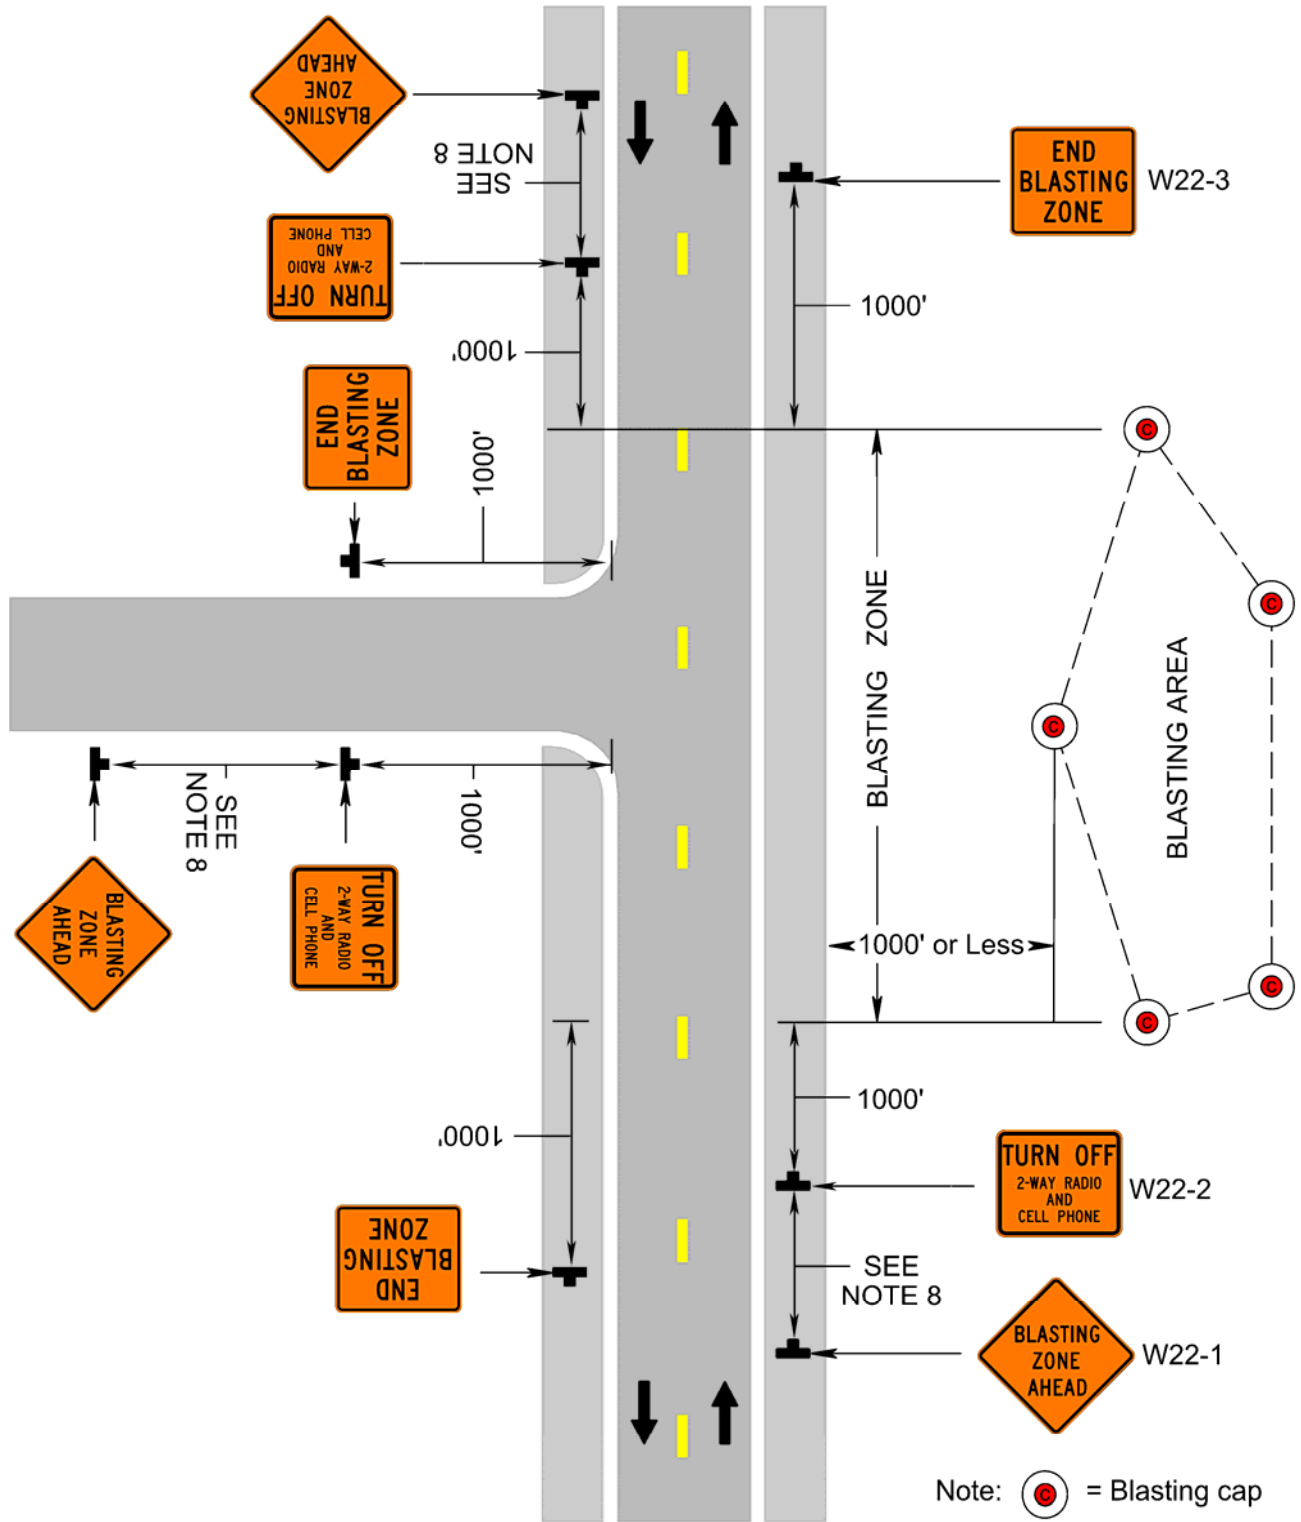 BLASTING
ZONE
AHEAD
SEE
NOTE 8
END
BLASTING
ZONE
W22-3
TURN OFF
2-WAY RADIO
AND
CELL PHONE
1000'
1000'
END
BLASTING
ZONE
1000'
C
C
BLASTING ZONE
BLASTING AREA
C
SEE
NOTE 8
1000'
BLASTING
ZONE
AHEAD
TURN OFF
2-WAY RADIO
AND
CELL PHONE
1000' or Less
C
C
1000'
1000'
TURN OFF
2-WAY RADIO
AND
CELL PHONE
W22-2
END
BLASTING
ZONE
SEE
NOTE 8
BLASTING
ZONE
AHEAD
W22-1
Note: C = Blasting cap